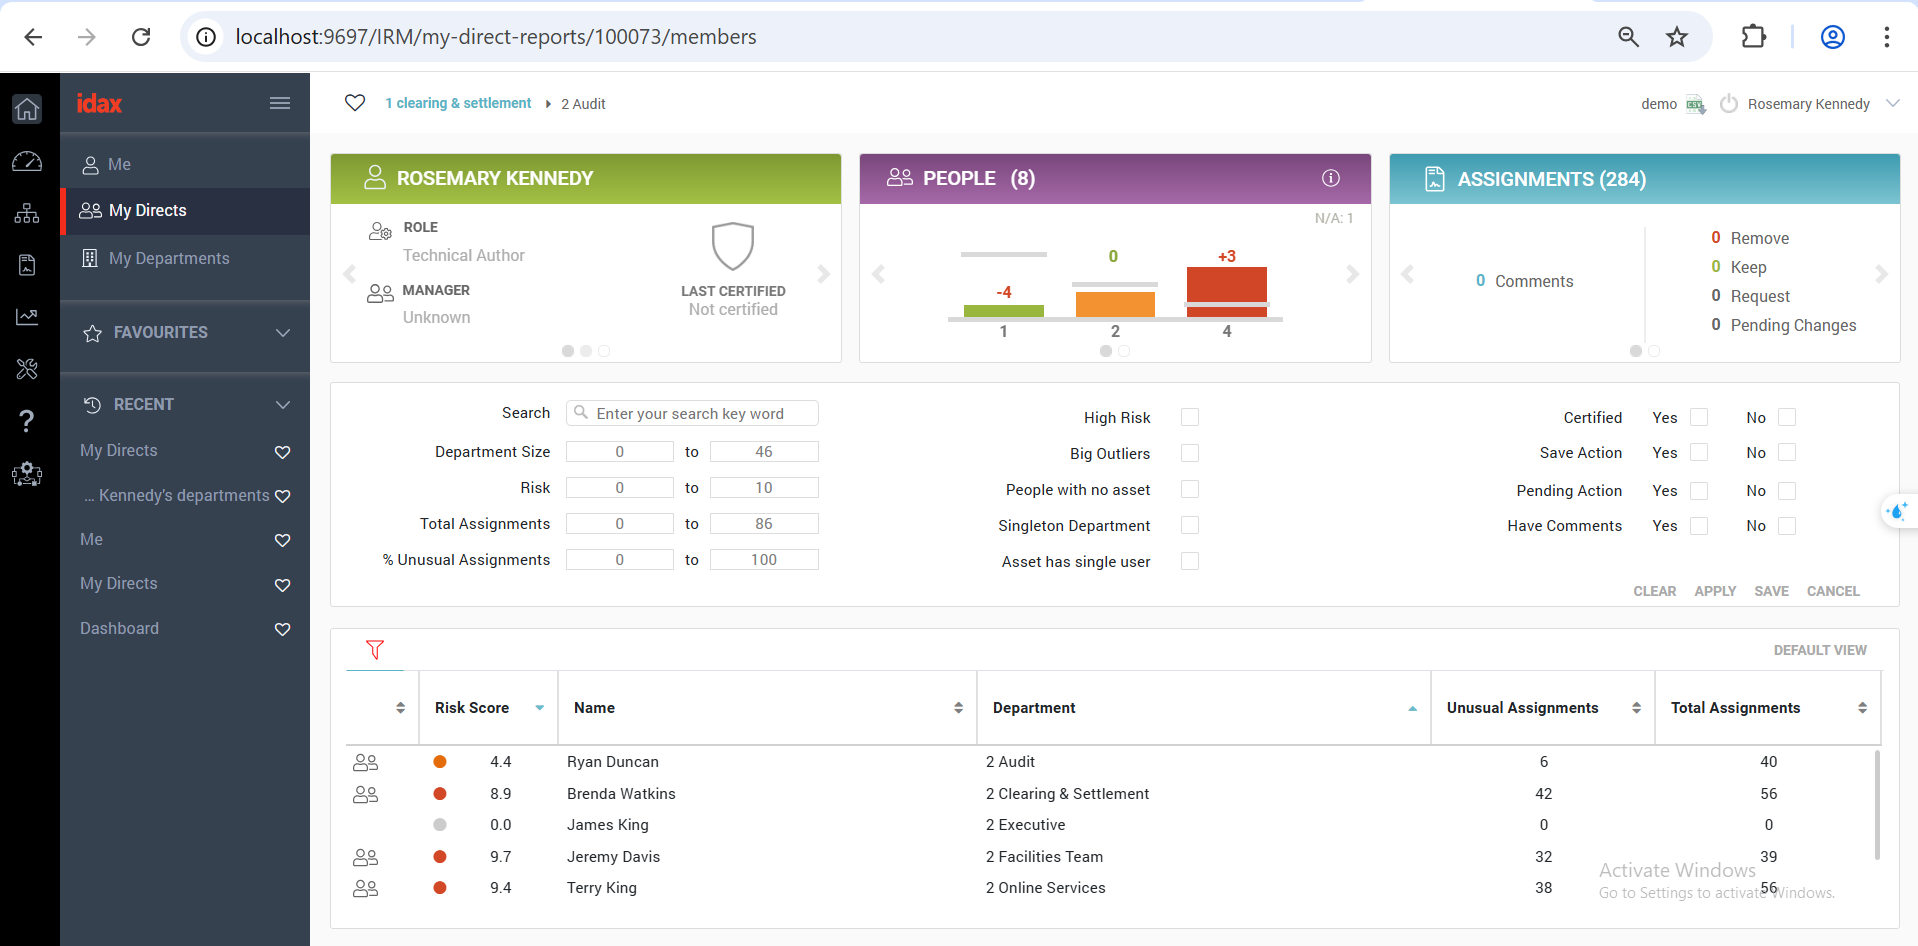 localhost:9697/IRM/my-direct-reports/100073/members
idax
Me
My Directs
My Departments
FAVOURITES
RECENT
My Directs
... Kennedy's departments
Me
My Directs
Dashboard
1 clearing & settlement
2 Audit
demo
CSV
Rosemary Kennedy
ROSEMARY KENNEDY
ROLE
Technical Author
MANAGER
Unknown
LAST CERTIFIED
Not certified
PEOPLE (8)
N/A: 1
-4
0
+3
1
2
4
ASSIGNMENTS (284)
0 Comments
0 Remove
0 Keep
0 Request
0 Pending Changes
Search
Enter your search key word
Department Size 0 to 46
Risk 0 to 10
Total Assignments 0 to 86
% Unusual Assignments 0 to 100
High Risk
Big Outliers
People with no asset
Singleton Department
Asset has single user
Certified Yes No
Save Action Yes No
Pending Action Yes No
Have Comments Yes No
CLEAR APPLY SAVE CANCEL
DEFAULT VIEW
Risk Score Name Department Unusual Assignments Total Assignments
4.4 Ryan Duncan 2 Audit 6 40
8.9 Brenda Watkins 2 Clearing & Settlement 42 56
0.0 James King 2 Executive 0 0
9.7 Jeremy Davis 2 Facilities Team 32 39
9.4 Terry King 2 Online Services 38 56
Activate Windows
Go to Settings to activate Windows.